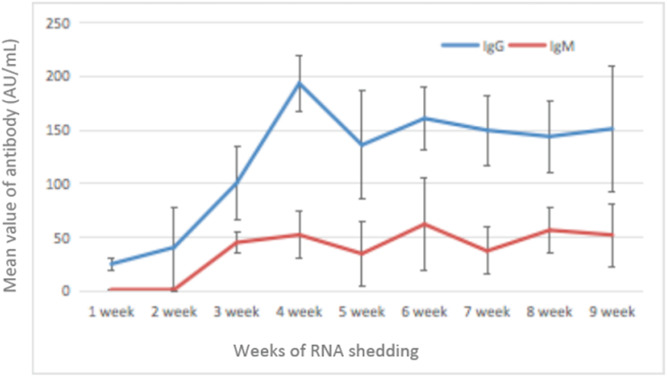 Mean value of antibody (AU/mL)
250
200
150
100
50
0
IgG IgM
1 week 2 week 3 week 4 week 5 week 6 week 7 week 8 week 9 week
Weeks of RNA shedding